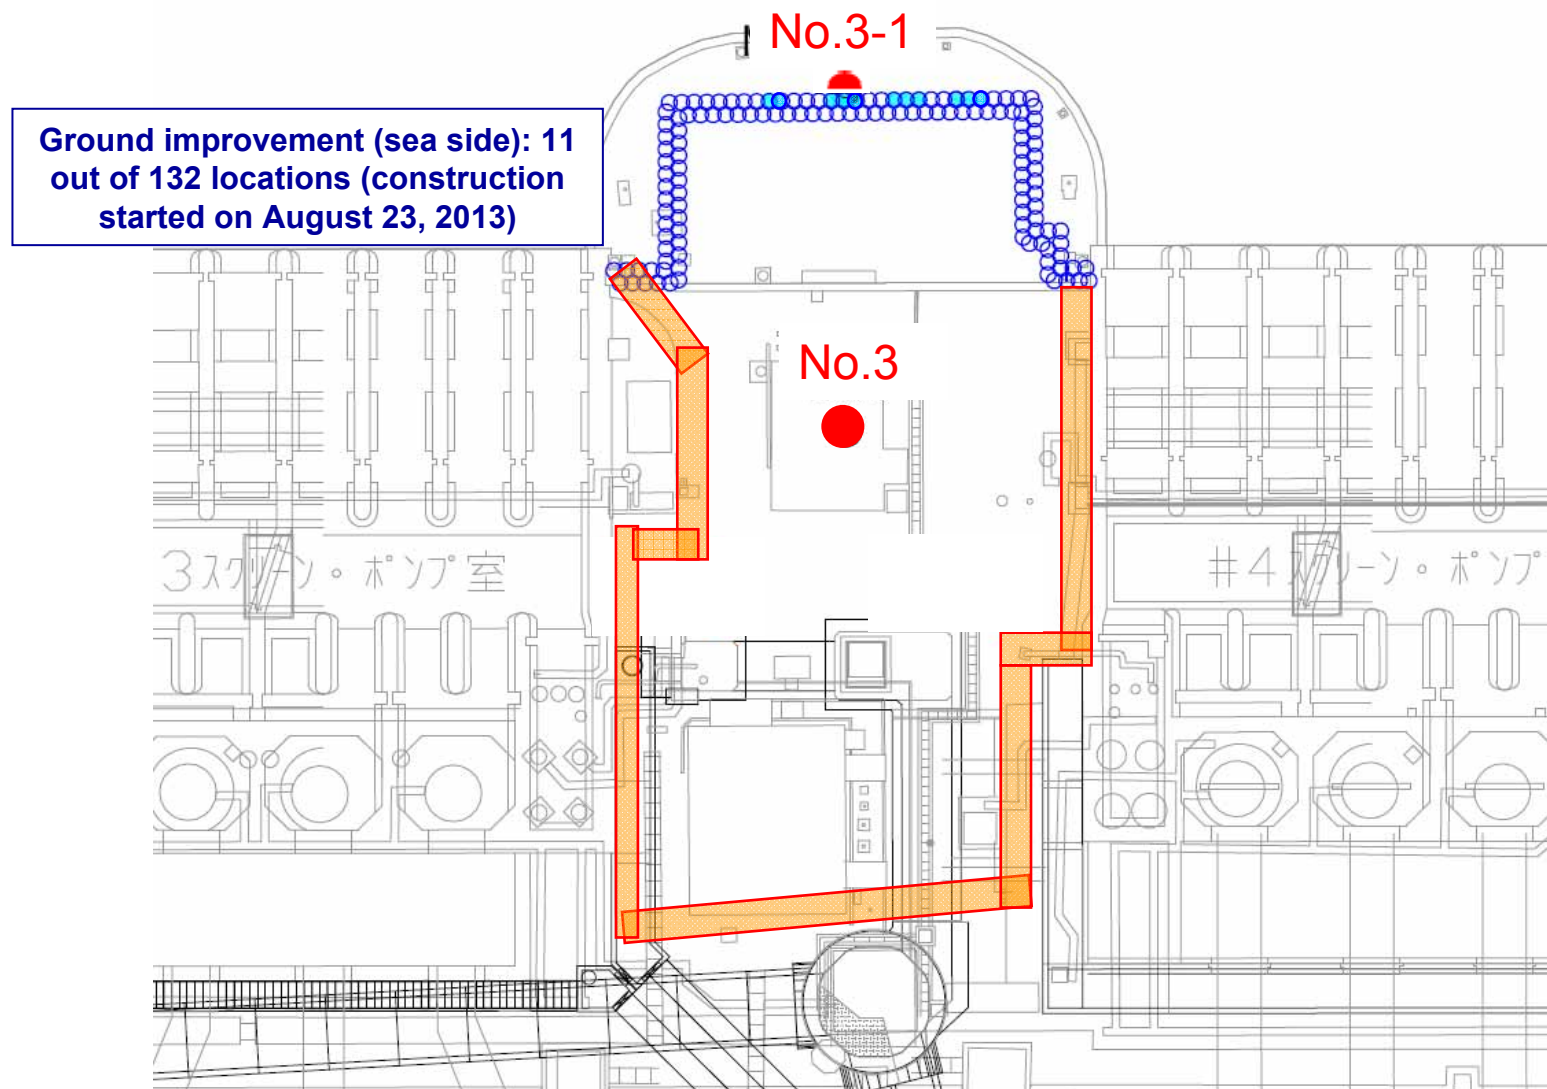 No.3-1
Ground improvement (sea side): 11
out of 132 locations (construction
started on August 23, 2013)
No.3
3スクリーン・ポンプ室
#4スクリーン・ポンプ